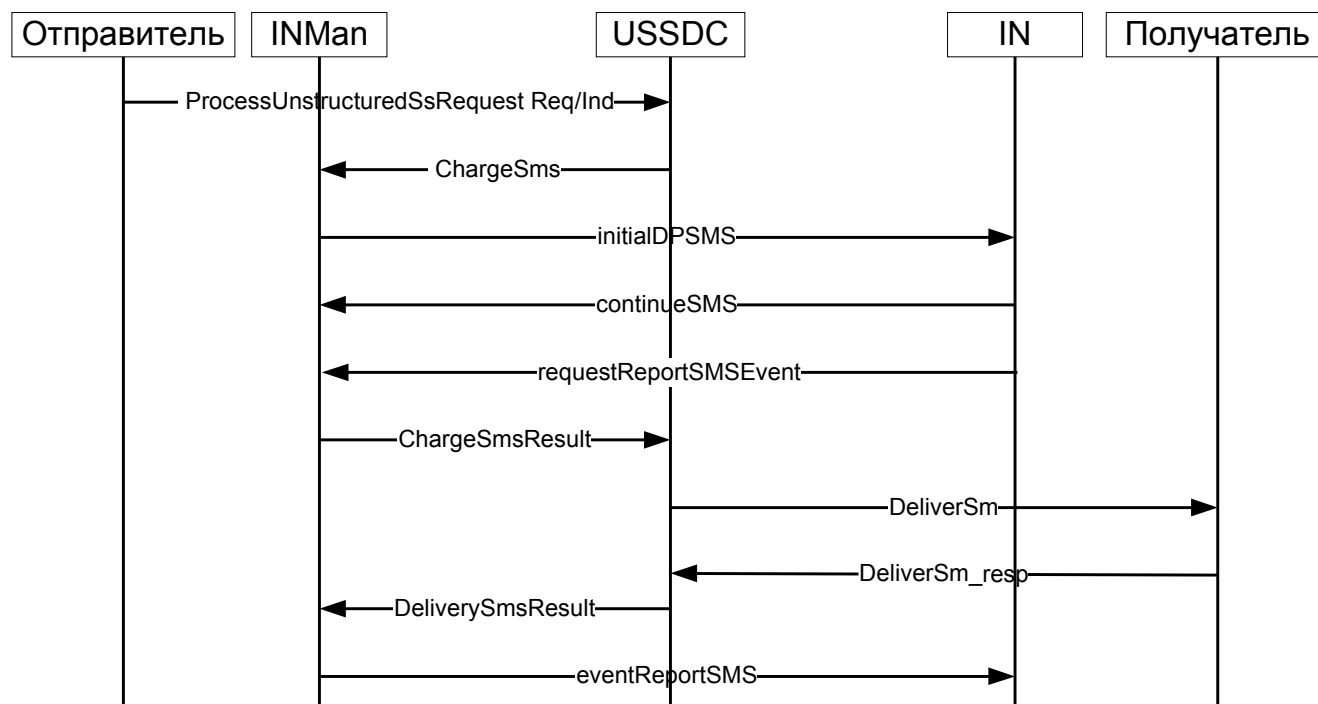 Отправитель
INMan
USSDC
IN
Получатель
ProcessUnstructuredSsRequest Req/Ind
ChargeSms
initialDPSMS
continueSMS
requestReportSMSEvent
ChargeSmsResult
DeliverSm
DeliverSm_resp
DeliverySmsResult
eventReportSMS